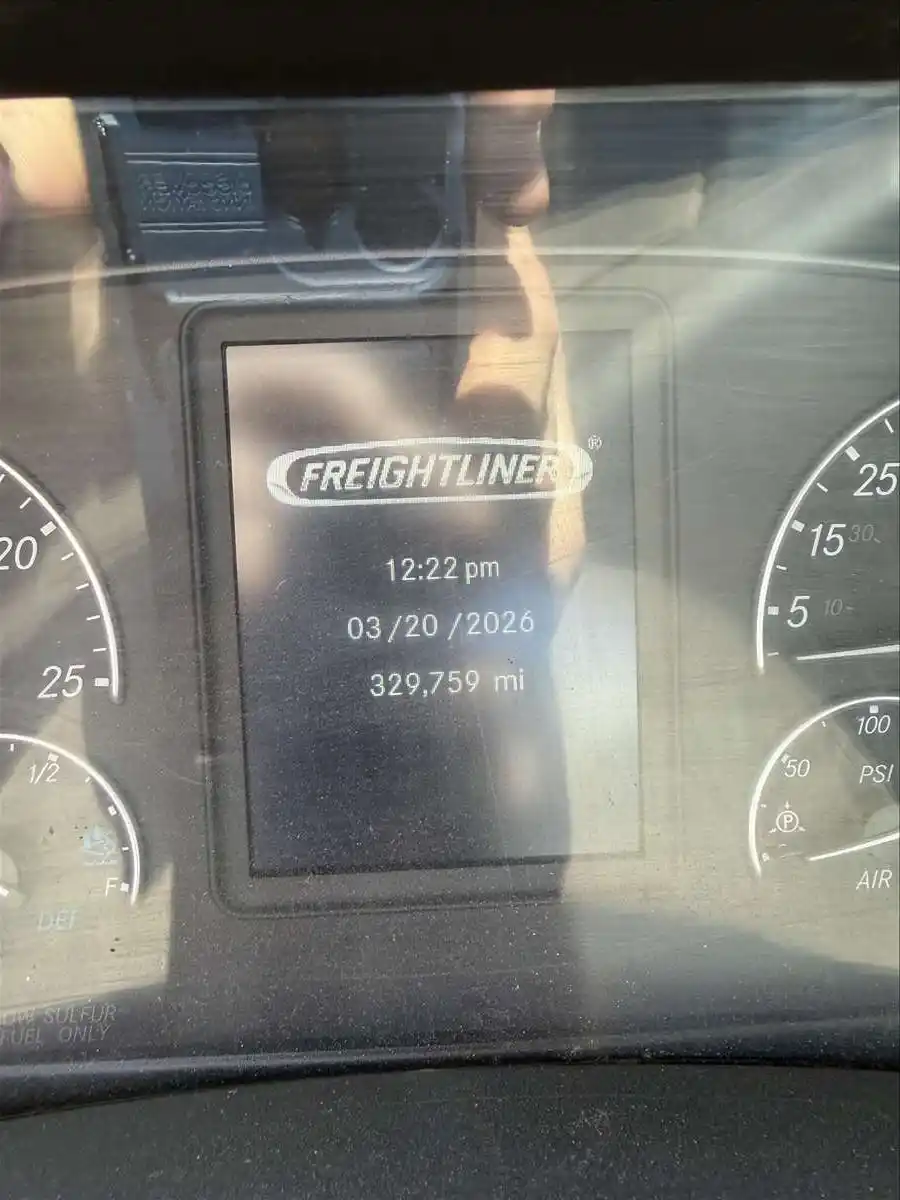 FREIGHTLINER®
12:22 pm
03/20/2026
329,759 mi
20
25
1/2
F
DEF
SULFUR
FUEL ONLY
25
15 30
5 10
100
50
PSI
P
AIR